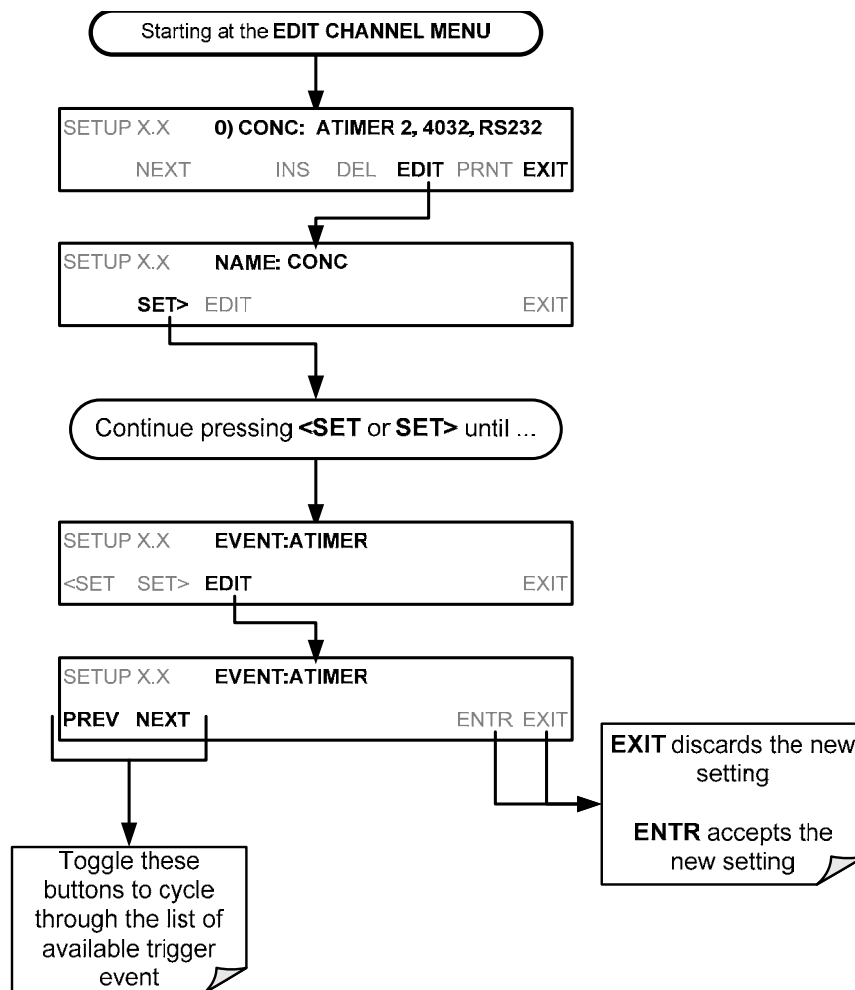 Starting at the EDIT CHANNEL MENU
SETUP X.X 0) CONC: ATIMER 2, 4032, RS232
NEXT INS DEL EDIT PRNT EXIT
SETUP X.X NAME: CONC
SET> EDIT EXIT
Continue pressing <SET or SET> until ...
SETUP X.X EVENT:ATIMER
<SET SET> EDIT EXIT
SETUP X.X EVENT:ATIMER
PREV NEXT ENTR EXIT
EXIT discards the new
setting
ENTR accepts the
new setting
Toggle these
buttons to cycle
through the list of
available trigger
event